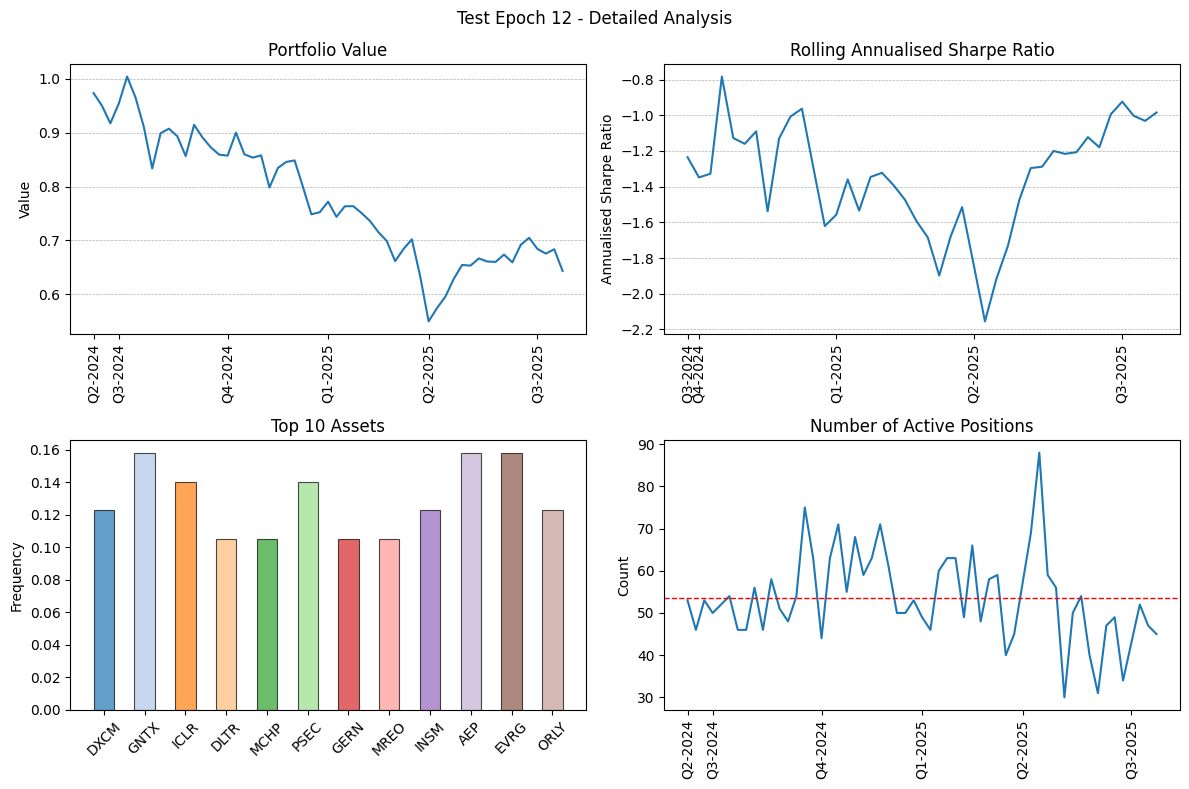 Test Epoch 12 - Detailed Analysis
Portfolio Value
Value
1.0
0.9
0.8
0.7
0.6
Q2-2024
Q3-2024
Q4-2024
Q1-2025
Q2-2025
Q3-2025
Rolling Annualised Sharpe Ratio
Annualised Sharpe Ratio
−0.8
−1.0
−1.2
−1.4
−1.6
−1.8
−2.0
−2.2
Q3-2024
Q4-2024
Q1-2025
Q2-2025
Q3-2025
Top 10 Assets
Frequency
0.16
0.14
0.12
0.10
0.08
0.06
0.04
0.02
0.00
DXCM
GNTX
ICLR
DLTR
MCHP
PSEC
GERN
MREO
INSM
AEP
EVRG
ORLY
Number of Active Positions
Count
90
80
70
60
50
40
30
Q2-2024
Q3-2024
Q4-2024
Q1-2025
Q2-2025
Q3-2025